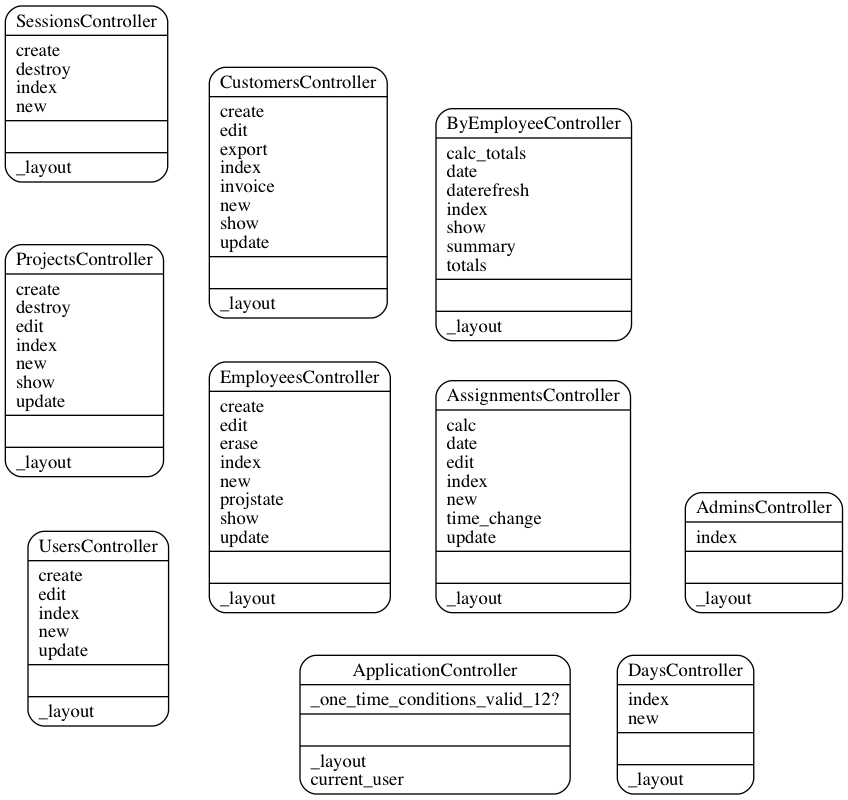 SessionsController
create
destroy
index
new
_layout
CustomersController
create
edit
export
index
invoice
new
show
update
_layout
ByEmployeeController
calc_totals
date
daterefresh
index
show
summary
totals
_layout
ProjectsController
create
destroy
edit
index
new
show
update
_layout
EmployeesController
create
edit
erase
index
new
projstate
show
update
_layout
AssignmentsController
calc
date
edit
index
new
time_change
update
_layout
AdminsController
index
_layout
UsersController
create
edit
index
new
update
_layout
ApplicationController
_one_time_conditions_valid_12?
_layout
current_user
DaysController
index
new
_layout